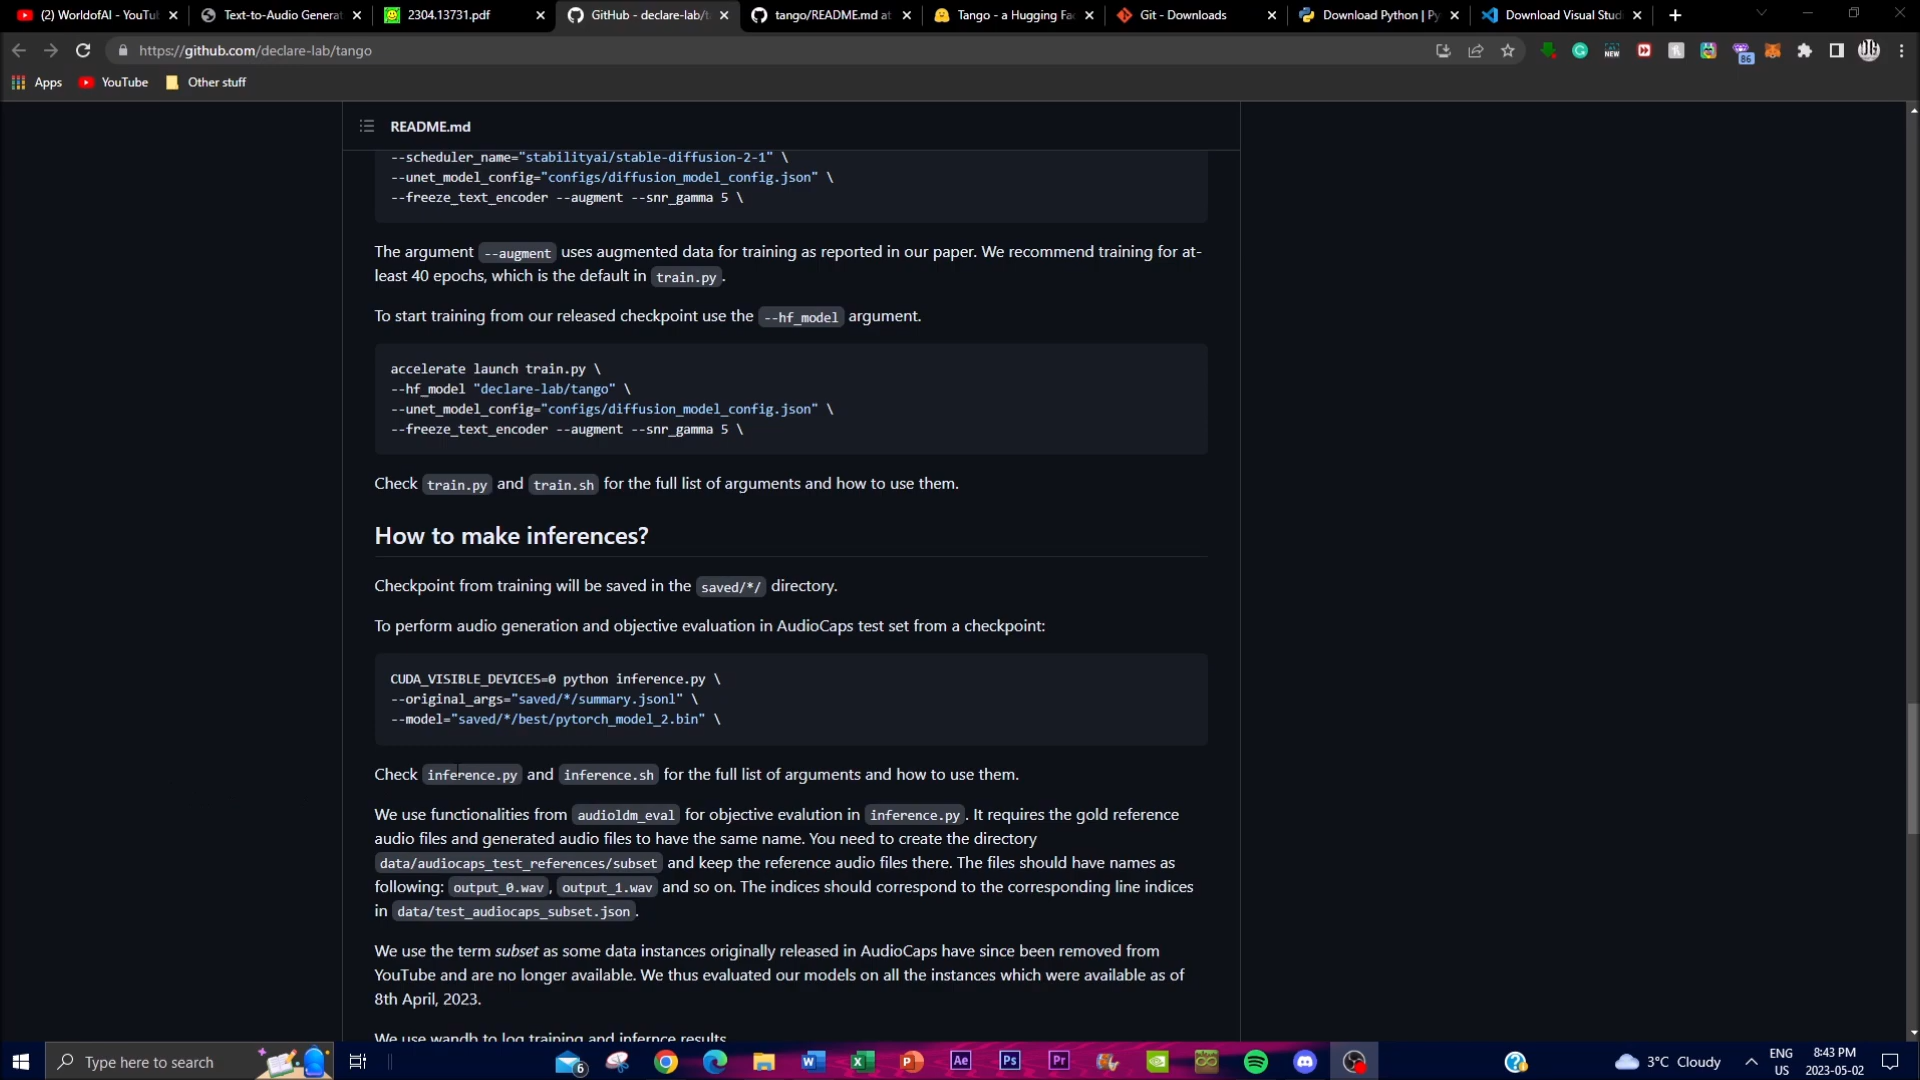 (2) WorldofAI - YouTu
Text-to-Audio Generat
2304.13731.pdf
GitHub - declare-lab/t
tango/README.md at
Tango - a Hugging Fac
Git - Downloads
Download Python | Py
Download Visual Stud
https://github.com/declare-lab/tango
NEW
86
Apps
YouTube
Other stuff
README.md
--scheduler_name="stabilityai/stable-diffusion-2-1" \
--unet_model_config="configs/diffusion_model_config.json" \
--freeze_text_encoder --augment --snr_gamma 5 \
The argument --augment uses augmented data for training as reported in our paper. We recommend training for at-
least 40 epochs, which is the default in train.py.
To start training from our released checkpoint use the --hf_model argument.
accelerate launch train.py \
--hf_model "declare-lab/tango" \
--unet_model_config="configs/diffusion_model_config.json" \
--freeze_text_encoder --augment --snr_gamma 5 \
Check train.py and train.sh for the full list of arguments and how to use them.
How to make inferences?
Checkpoint from training will be saved in the saved/*/ directory.
To perform audio generation and objective evaluation in AudioCaps test set from a checkpoint:
CUDA_VISIBLE_DEVICES=0 python inference.py \
--original_args="saved/*/summary.jsonl" \
--model="saved/*/best/pytorch_model_2.bin" \
Check inference.py and inference.sh for the full list of arguments and how to use them.
We use functionalities from audioldm_eval for objective evalution in inference.py. It requires the gold reference
audio files and generated audio files to have the same name. You need to create the directory
data/audiocaps_test_references/subset and keep the reference audio files there. The files should have names as
following: output_0.wav, output_1.wav and so on. The indices should correspond to the corresponding line indices
in data/test_audiocaps_subset.json.
We use the term subset as some data instances originally released in AudioCaps have since been removed from
YouTube and are no longer available. We thus evaluated our models on all the instances which were available as of
8th April, 2023.
We use wandb to log training and infernce results.
Type here to search
6
Ae
Ps
Pr
3°C Cloudy
ENG
US
8:43 PM
2023-05-02